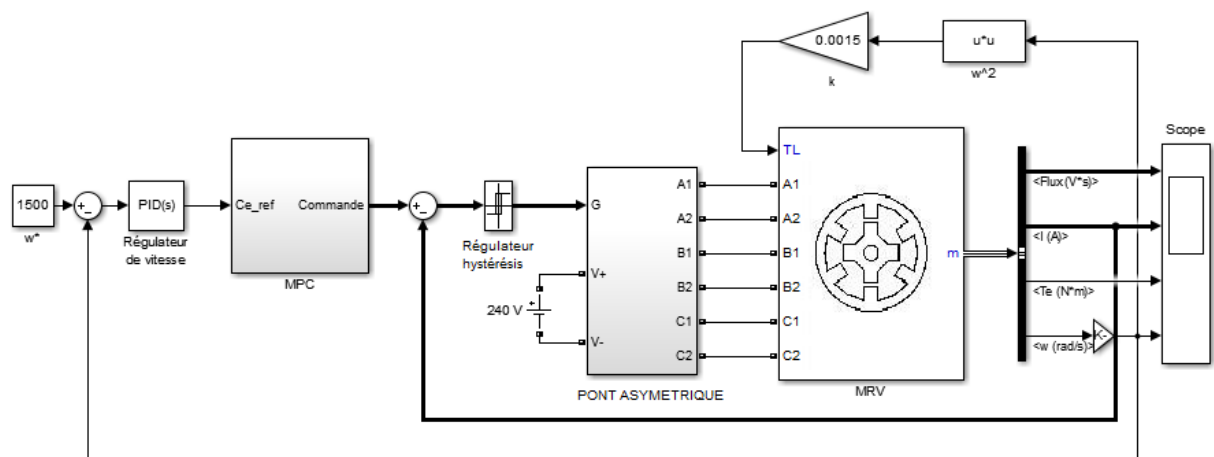 0.0015
k
u*u
w^2
Scope
1500
w*
PID(s)
Régulateur
de vitesse
Ce_ref
Commande
MPC
Régulateur
hystérésis
240 V
+
G
V+
V-
A1
A2
B1
B2
C1
C2
PONT ASYMETRIQUE
TL
A1
A2
B1
B2
C1
C2
m
MRV
<Flux (V*s)>
<I (A)>
<Te (N*m)>
<w (rad/s)>
K-